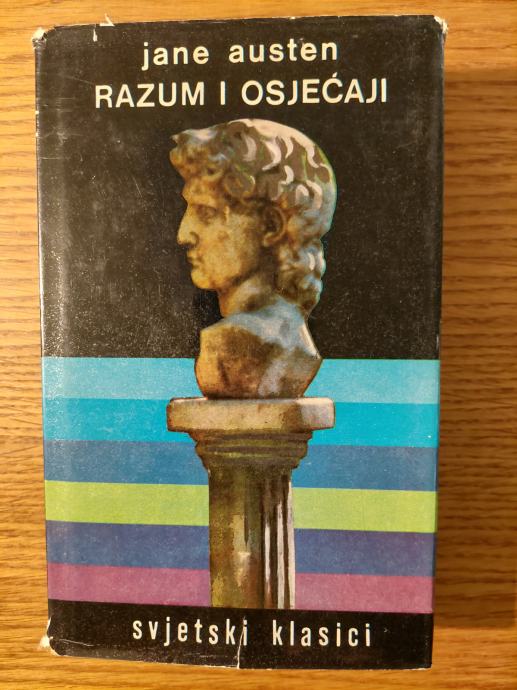 jane austen
RAZUM I OSJEĆAJI
svjetski klasici